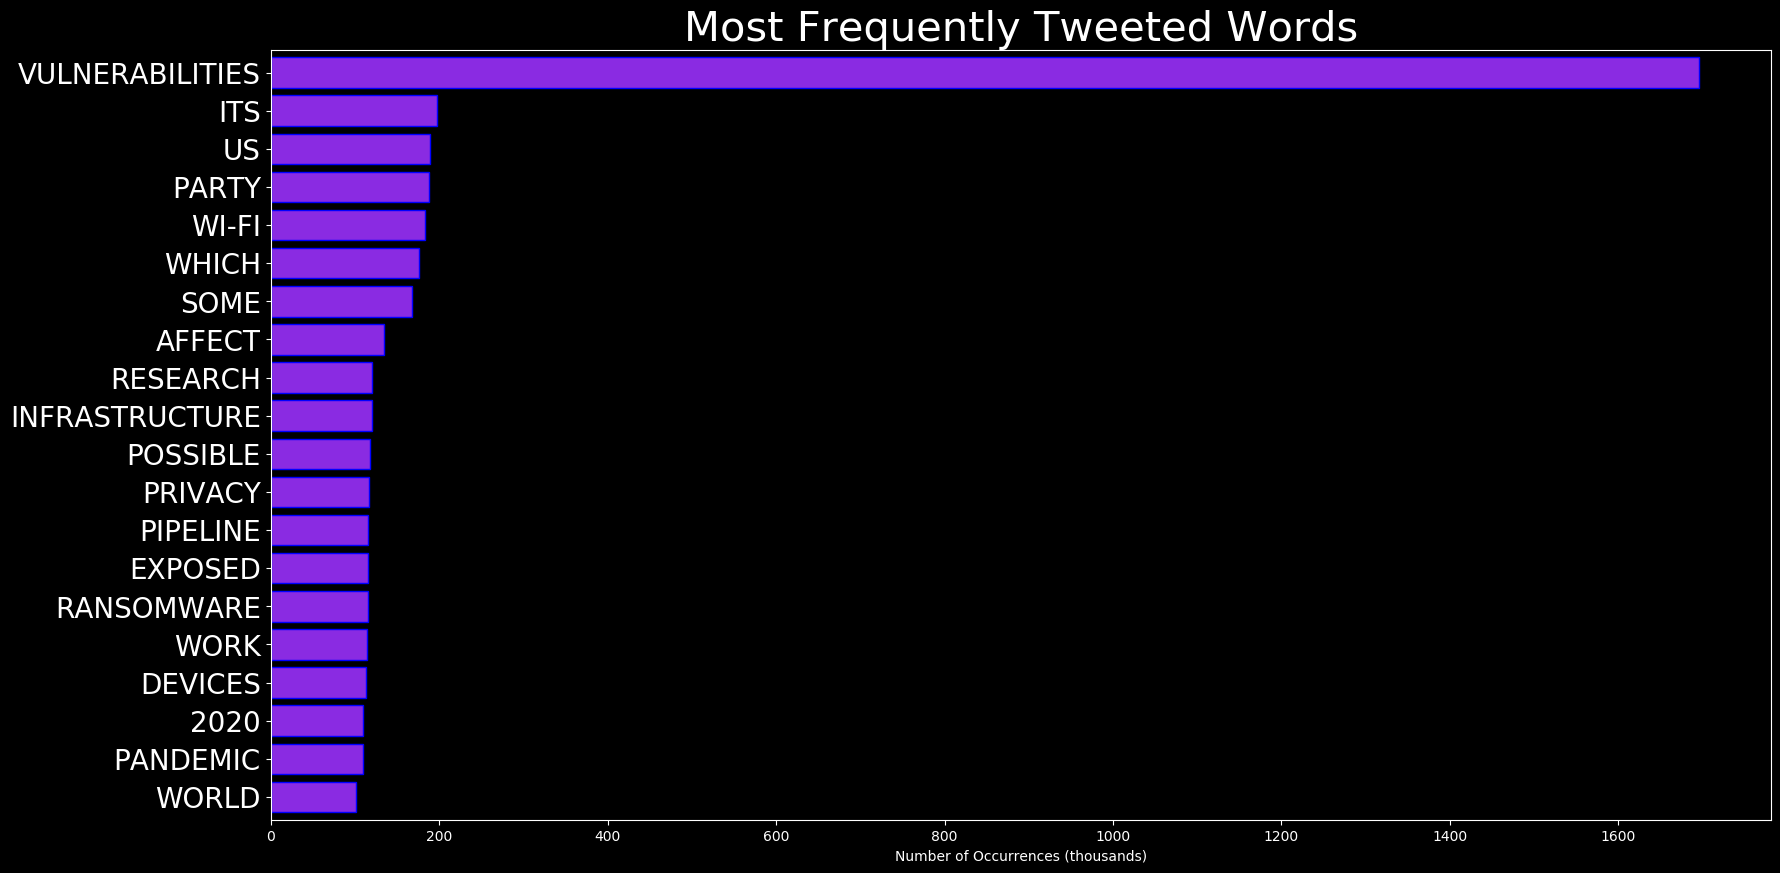 Most Frequently Tweeted Words
VULNERABILITIES
ITS
US
PARTY
WI-FI
WHICH
SOME
AFFECT
RESEARCH
INFRASTRUCTURE
POSSIBLE
PRIVACY
PIPELINE
EXPOSED
RANSOMWARE
WORK
DEVICES
2020
PANDEMIC
WORLD
0 200 400 600 800 1000 1200 1400 1600
Number of Occurrences (thousands)